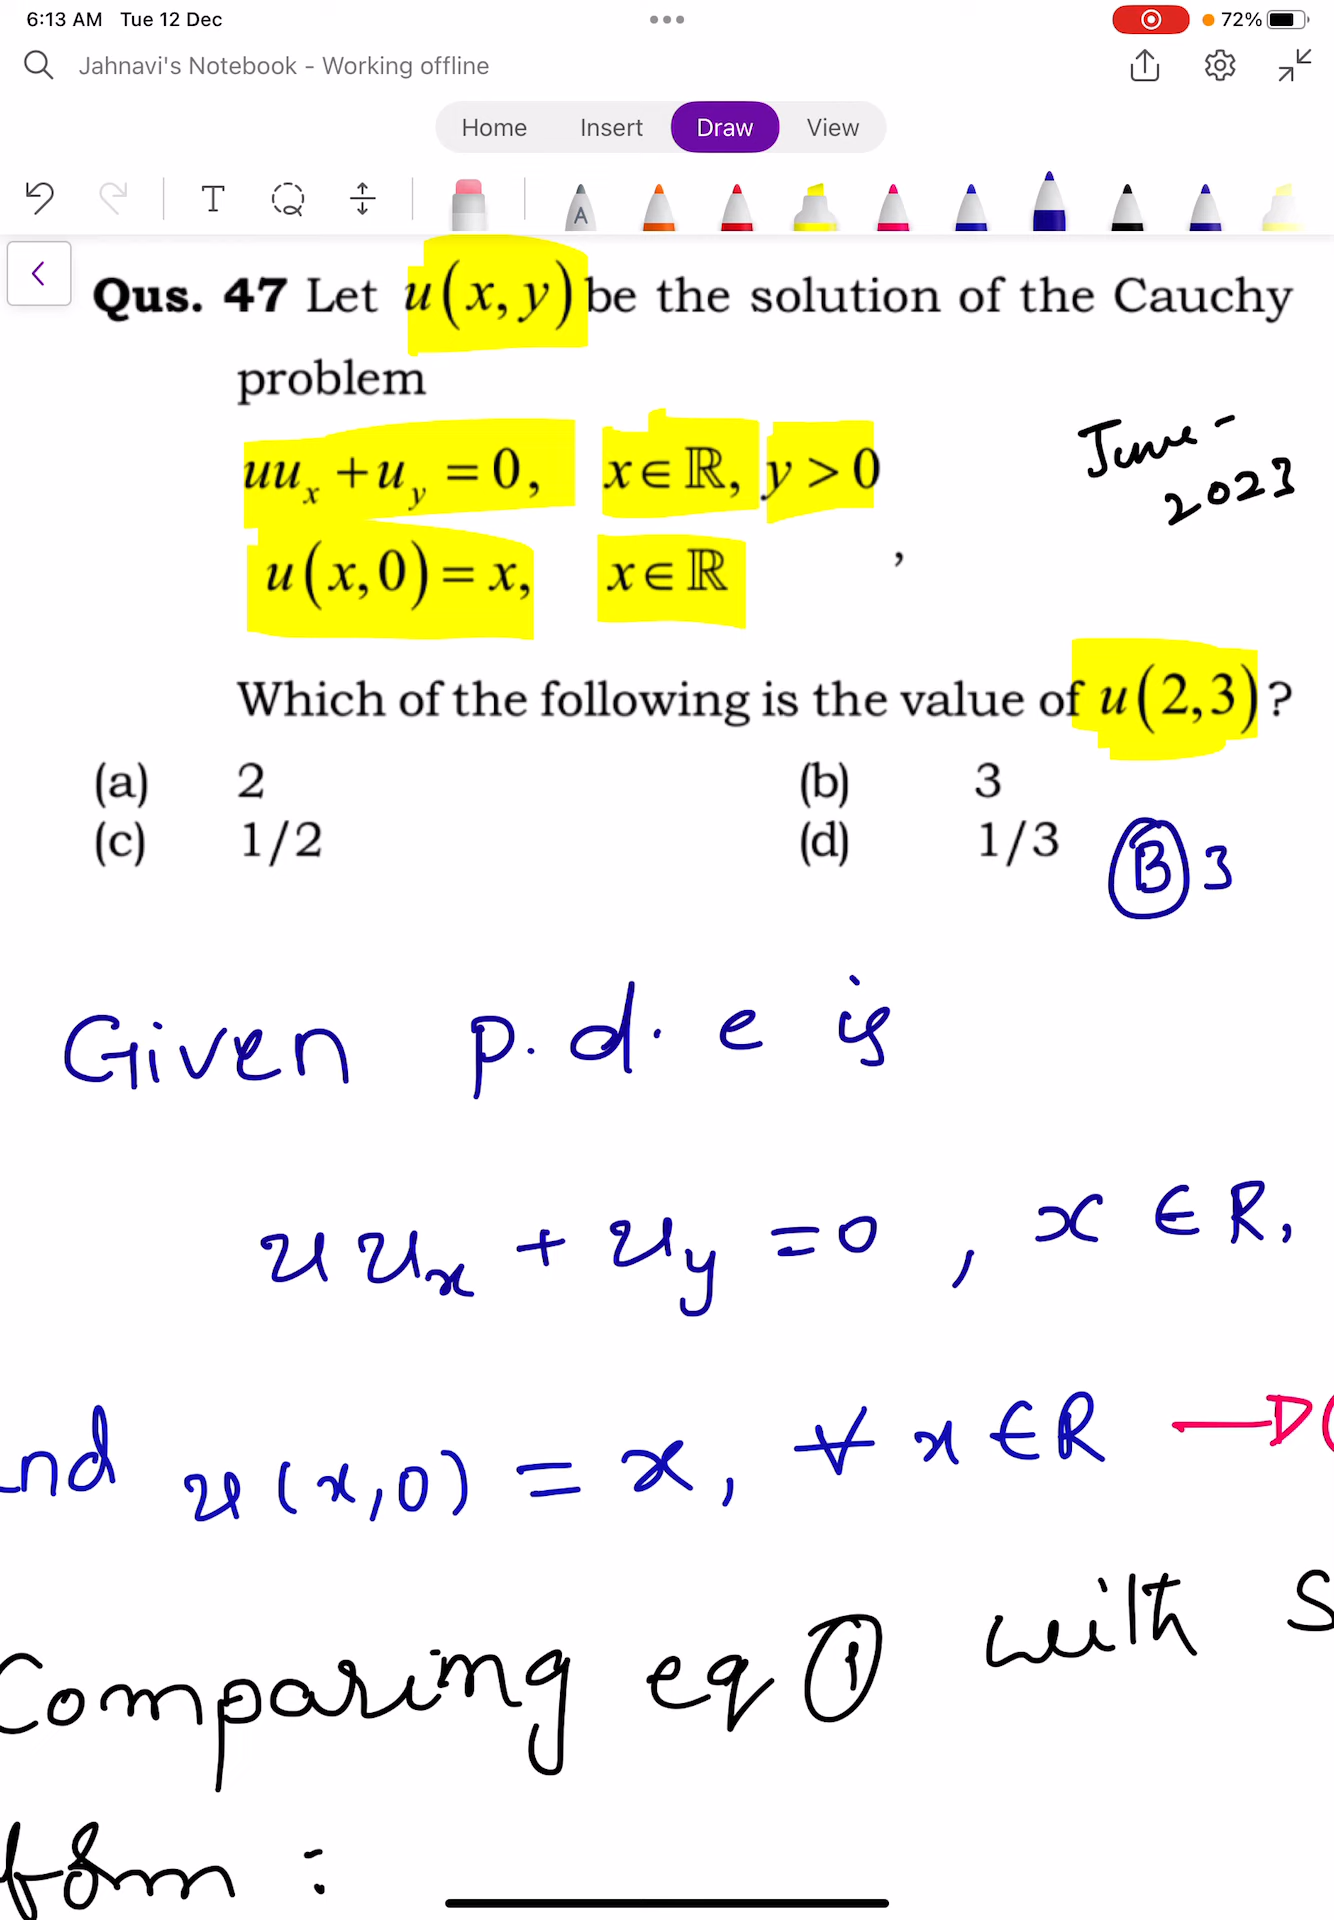 6:13 AM Tue 12 Dec
72%
Jahnavi's Notebook - Working offline
Home Insert Draw View
T A
Qus. 47 Let u(x, y) be the solution of the Cauchy
problem
uuₓ + u_y = 0, x ∈ ℝ, y > 0
June-
2023
u(x,0) = x, x ∈ ℝ ,
Which of the following is the value of u(2,3)?
(a) 2 (b) 3
(c) 1/2 (d) 1/3
B 3
Given p.d.e is
u uₓ + u_y = 0 , x ∈ R,
nd u(x,0) = x, ∀ x ∈ R
Comparing eq ① with S
form :